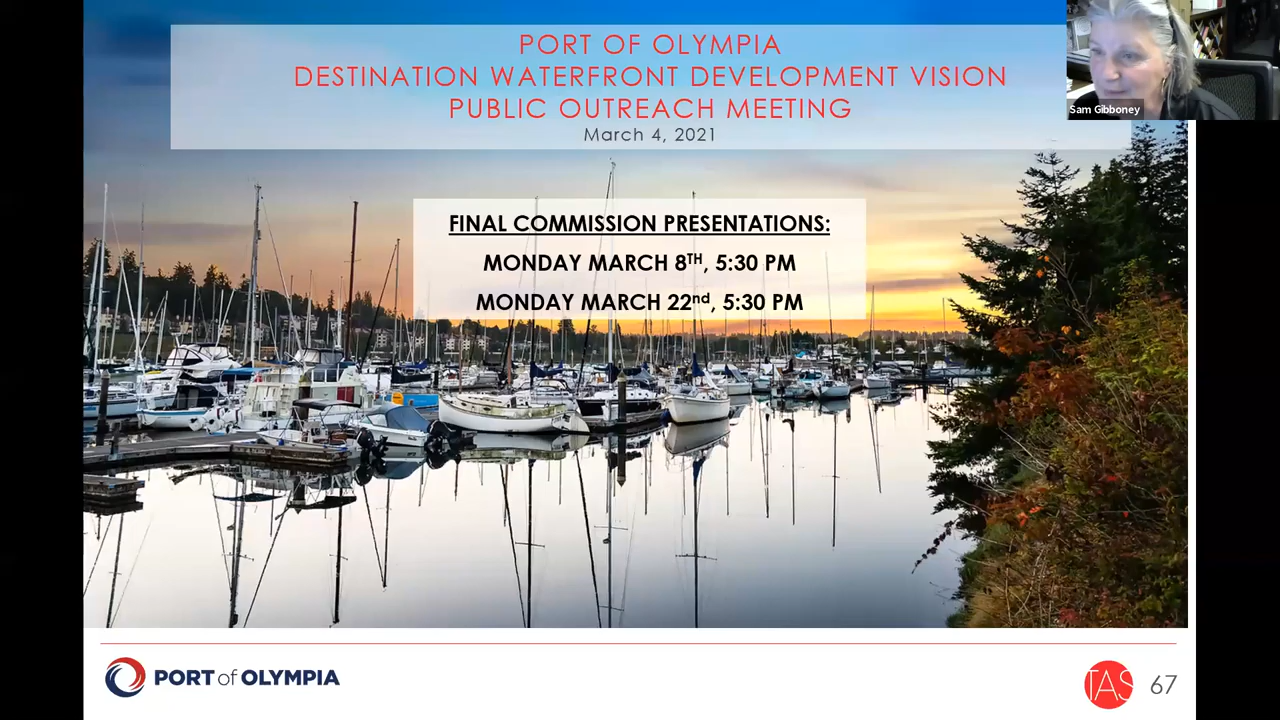 PORT OF OLYMPIA
DESTINATION WATERFRONT DEVELOPMENT VISION
PUBLIC OUTREACH MEETING
March 4, 2021
Sam Gibboney
FINAL COMMISSION PRESENTATIONS:
MONDAY MARCH 8TH, 5:30 PM
MONDAY MARCH 22nd, 5:30 PM
PORT of OLYMPIA
TAS
67